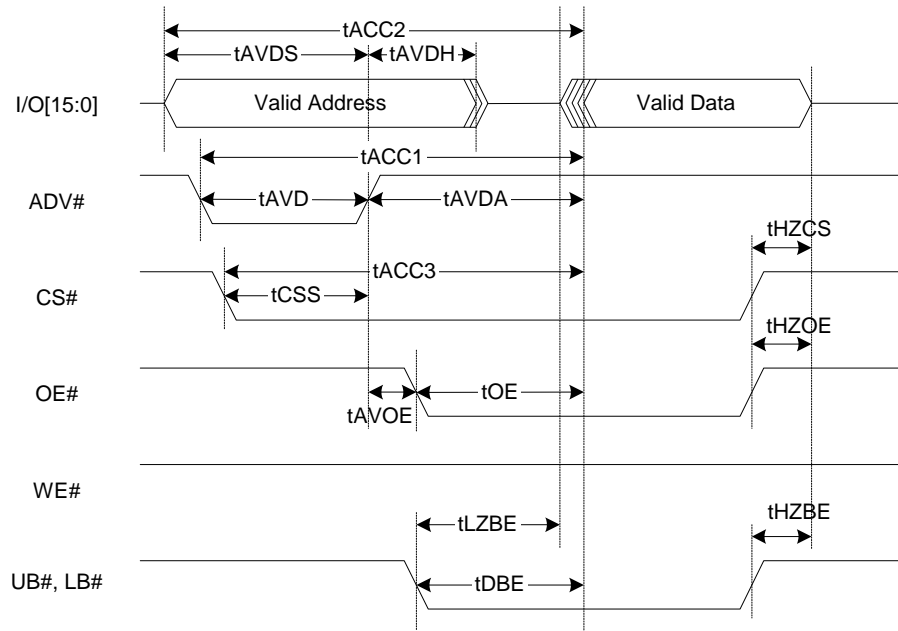 tACC2
tAVDS tAVDH
I/O[15:0] Valid Address Valid Data
tACC1
ADV# tAVD tAVDA
tHZCS
tACC3
CS# tCSS
tHZOE
OE# tOE
tAVOE
WE#
tHZBE
tLZBE
UB#, LB# tDBE